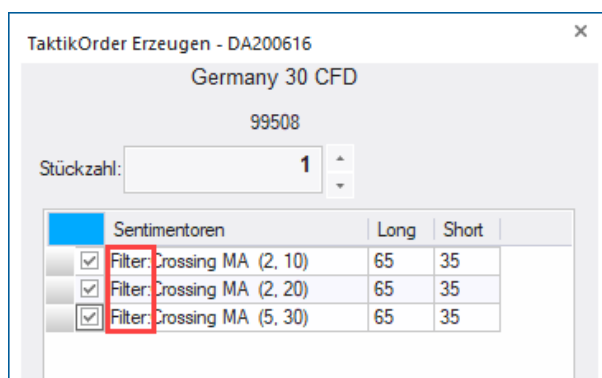 TaktikOrder Erzeugen - DA200616
Germany 30 CFD
99508
Stückzahl: 1
Sentimentoren Long Short
Filter:Crossing MA (2, 10) 65 35
Filter:Crossing MA (2, 20) 65 35
Filter:Crossing MA (5, 30) 65 35